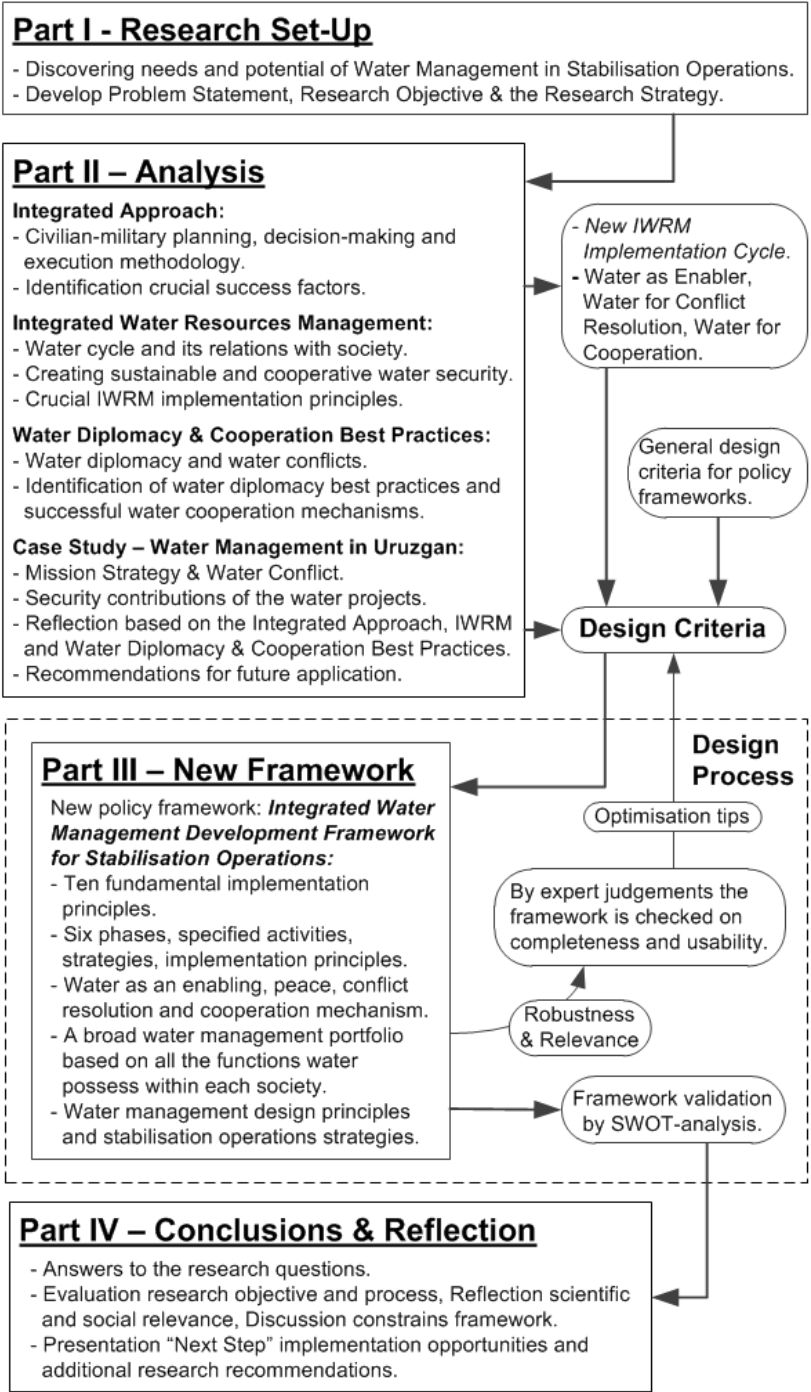 Part I - Research Set-Up
- Discovering needs and potential of Water Management in Stabilisation Operations.
- Develop Problem Statement, Research Objective & the Research Strategy.
Part II – Analysis
Integrated Approach:
- Civilian-military planning, decision-making and
execution methodology.
- Identification crucial success factors.
Integrated Water Resources Management:
- Water cycle and its relations with society.
- Creating sustainable and cooperative water security.
- Crucial IWRM implementation principles.
Water Diplomacy & Cooperation Best Practices:
- Water diplomacy and water conflicts.
- Identification of water diplomacy best practices and
successful water cooperation mechanisms.
Case Study – Water Management in Uruzgan:
- Mission Strategy & Water Conflict.
- Security contributions of the water projects.
- Reflection based on the Integrated Approach, IWRM
and Water Diplomacy & Cooperation Best Practices.
- Recommendations for future application.
- New IWRM
Implementation Cycle.
- Water as Enabler,
Water for Conflict
Resolution, Water for
Cooperation.
General design
criteria for policy
frameworks.
Design Criteria
Design
Process
Part III – New Framework
New policy framework: Integrated Water
Management Development Framework
for Stabilisation Operations:
- Ten fundamental implementation
principles.
- Six phases, specified activities,
strategies, implementation principles.
- Water as an enabling, peace, conflict
resolution and cooperation mechanism.
- A broad water management portfolio
based on all the functions water
possess within each society.
- Water management design principles
and stabilisation operations strategies.
Optimisation tips
By expert judgements the
framework is checked on
completeness and usability.
Robustness
& Relevance
Framework validation
by SWOT-analysis.
Part IV – Conclusions & Reflection
- Answers to the research questions.
- Evaluation research objective and process, Reflection scientific
and social relevance, Discussion constrains framework.
- Presentation “Next Step” implementation opportunities and
additional research recommendations.